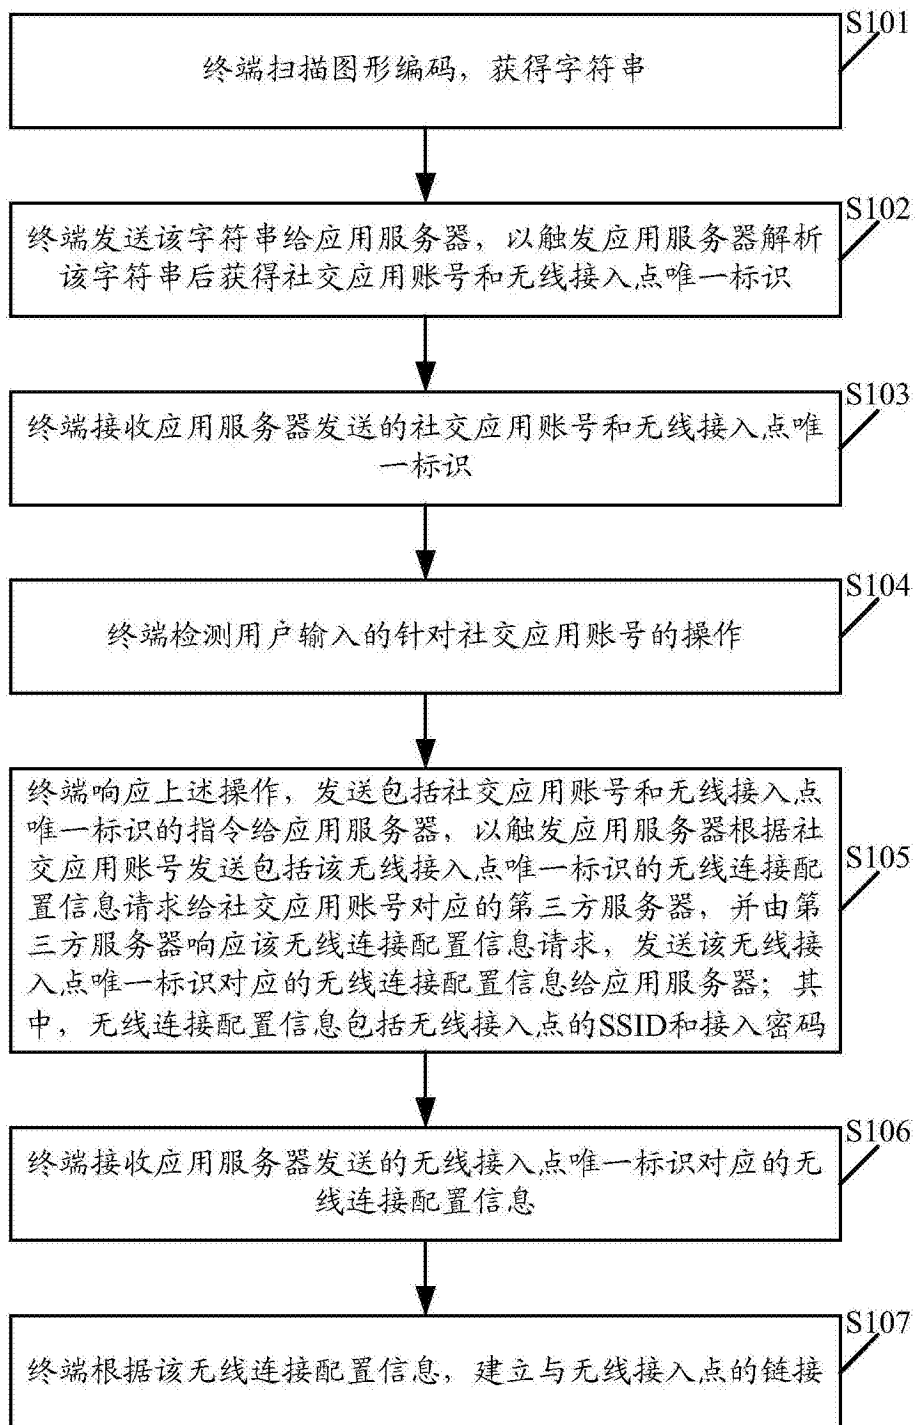 S101
终端扫描图形编码，获得字符串
S102
终端发送该字符串给应用服务器，以触发应用服务器解析
该字符串后获得社交应用账号和无线接入点唯一标识
S103
终端接收应用服务器发送的社交应用账号和无线接入点唯
一标识
S104
终端检测用户输入的针对社交应用账号的操作
S105
终端响应上述操作，发送包括社交应用账号和无线接入点
唯一标识的指令给应用服务器，以触发应用服务器根据社
交应用账号发送包括该无线接入点唯一标识的无线连接配
置信息请求给社交应用账号对应的第三方服务器，并由第
三方服务器响应该无线连接配置信息请求，发送该无线接
入点唯一标识对应的无线连接配置信息给应用服务器；其
中，无线连接配置信息包括无线接入点的SSID和接入密码
S106
终端接收应用服务器发送的无线接入点唯一标识对应的无
线连接配置信息
S107
终端根据该无线连接配置信息，建立与无线接入点的链接